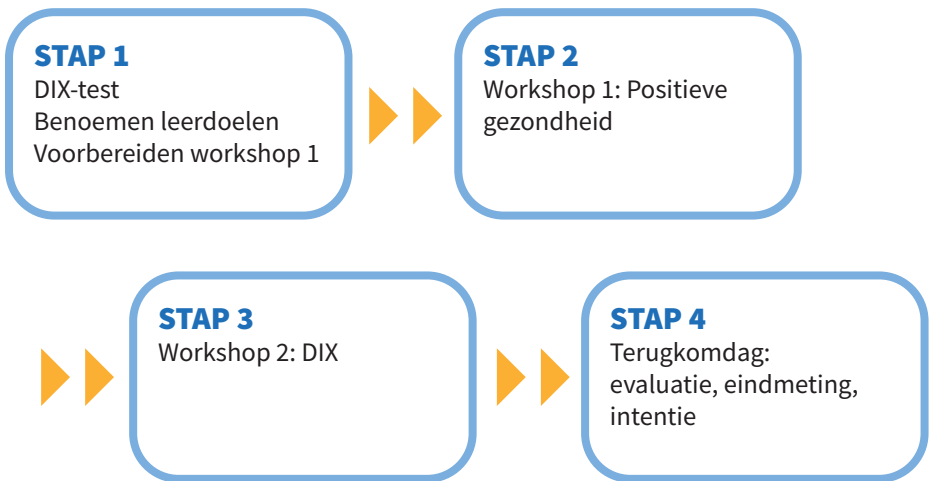 STAP 1
DIX-test
Benoemen leerdoelen
Voorbereiden workshop 1
STAP 2
Workshop 1: Positieve
gezondheid
STAP 3
Workshop 2: DIX
STAP 4
Terugkomdag:
evaluatie, eindmeting,
intentie